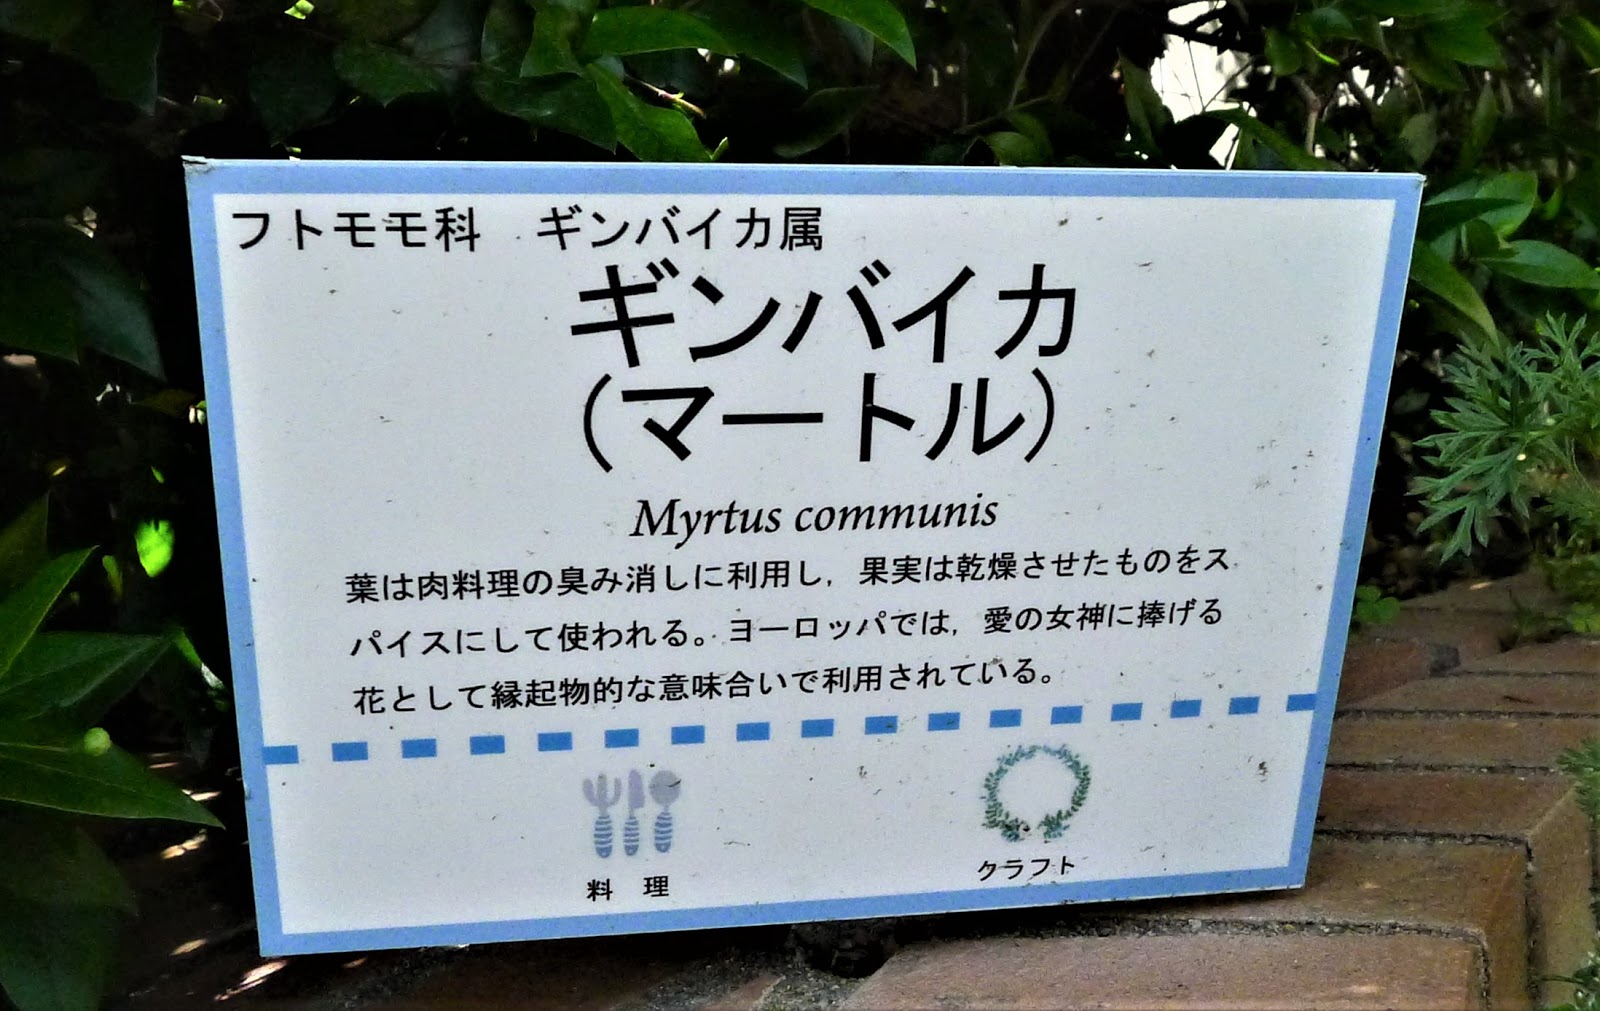 フトモモ科　ギンバイカ属
ギンバイカ
（マートル）
Myrtus communis
葉は肉料理の臭み消しに利用し，果実は乾燥させたものをス
パイスにして使われる。ヨーロッパでは，愛の女神に捧げる
花として縁起物的な意味合いで利用されている。
料　理
クラフト